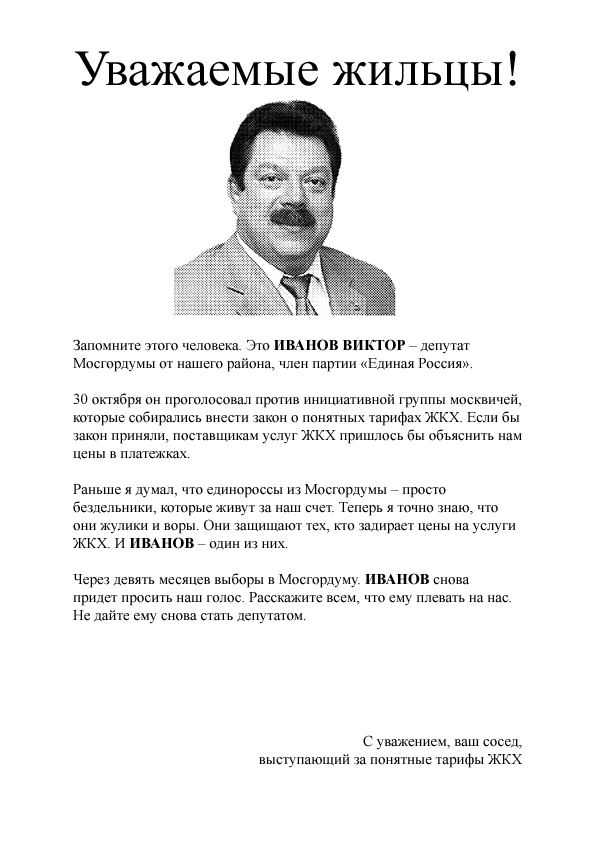 Уважаемые жильцы!
Запомните этого человека. Это ИВАНОВ ВИКТОР – депутат
Мосгордумы от нашего района, член партии «Единая Россия».
30 октября он проголосовал против инициативной группы москвичей,
которые собирались внести закон о понятных тарифах ЖКХ. Если бы
закон приняли, поставщикам услуг ЖКХ пришлось бы объяснить нам
цены в платежках.
Раньше я думал, что единороссы из Мосгордумы – просто
бездельники, которые живут за наш счет. Теперь я точно знаю, что
они жулики и воры. Они защищают тех, кто задирает цены на услуги
ЖКХ. И ИВАНОВ – один из них.
Через девять месяцев выборы в Мосгордуму. ИВАНОВ снова
придет просить наш голос. Расскажите всем, что ему плевать на нас.
Не дайте ему снова стать депутатом.
С уважением, ваш сосед,
выступающий за понятные тарифы ЖКХ